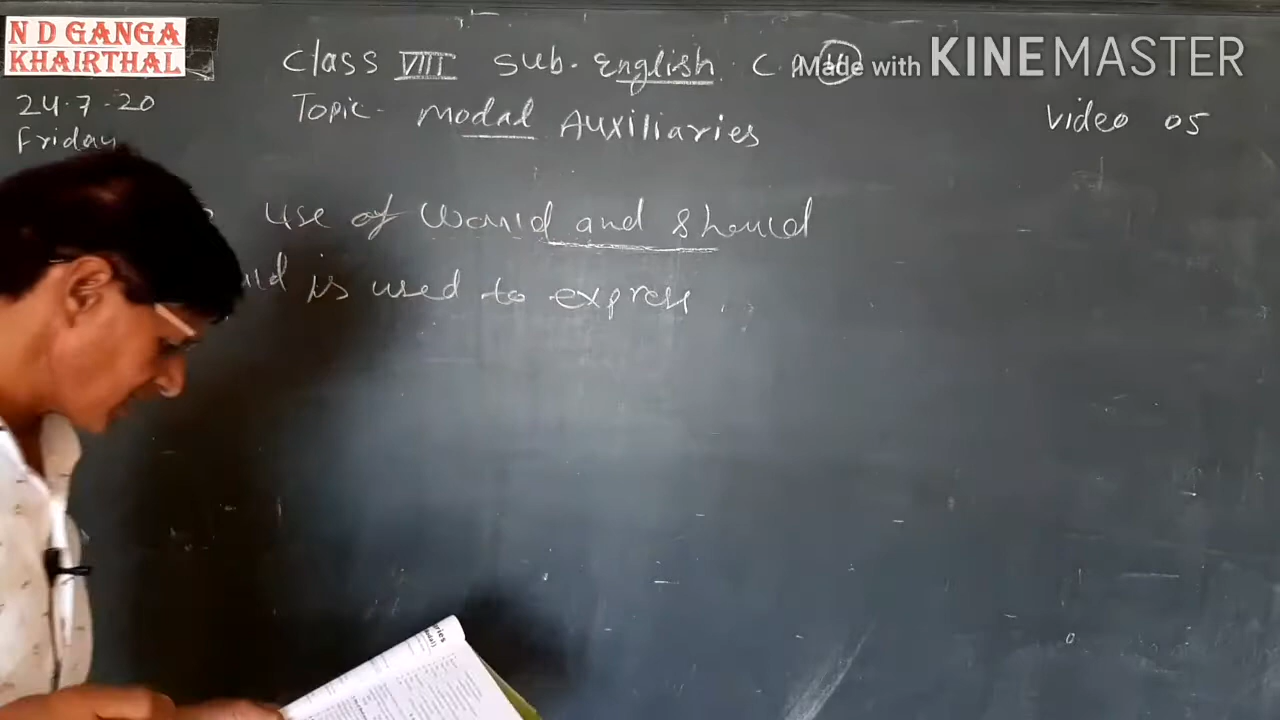 N D GANGA
KHAIRTHAL
Class VIII Sub. English
Made with KINEMASTER
24.7.20
Friday
Topic - Modal Auxiliaries
Video 05
use of Would and Should
is used to express